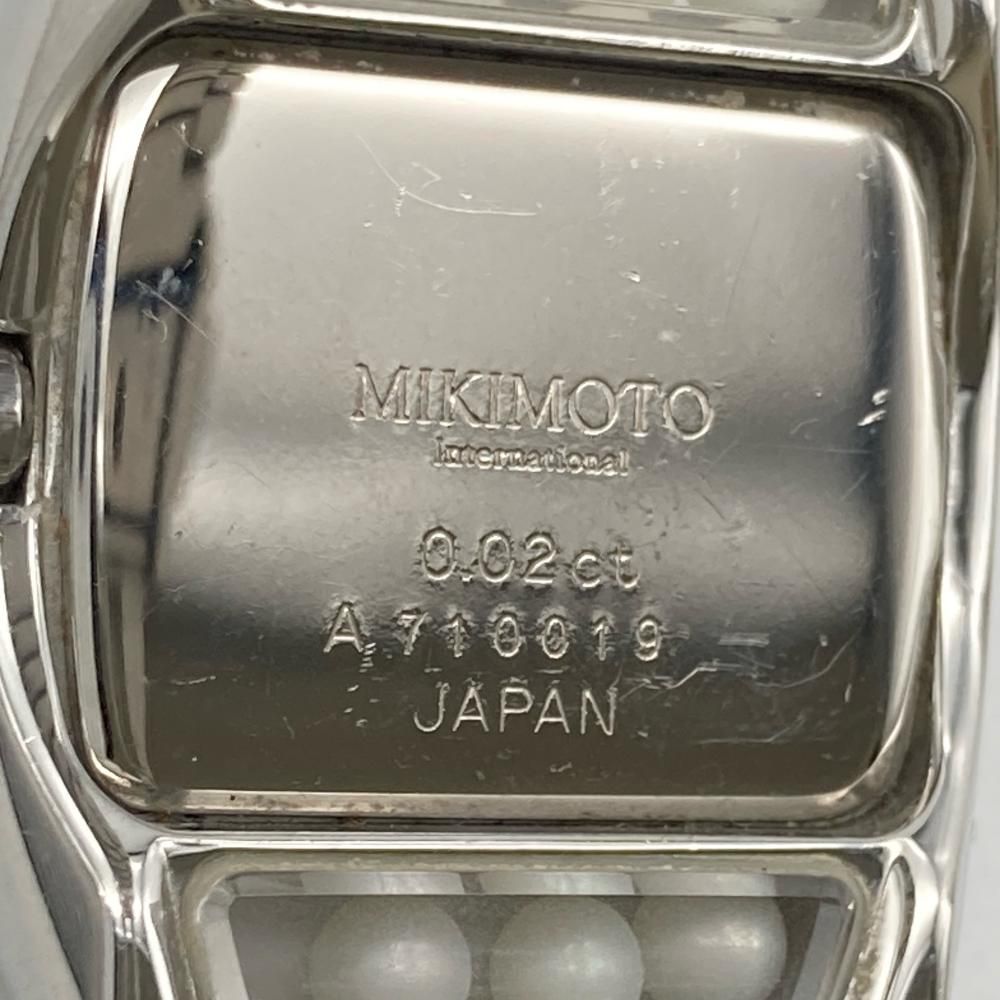 MIKIMOTO
International
0.02ct
A 710019
JAPAN